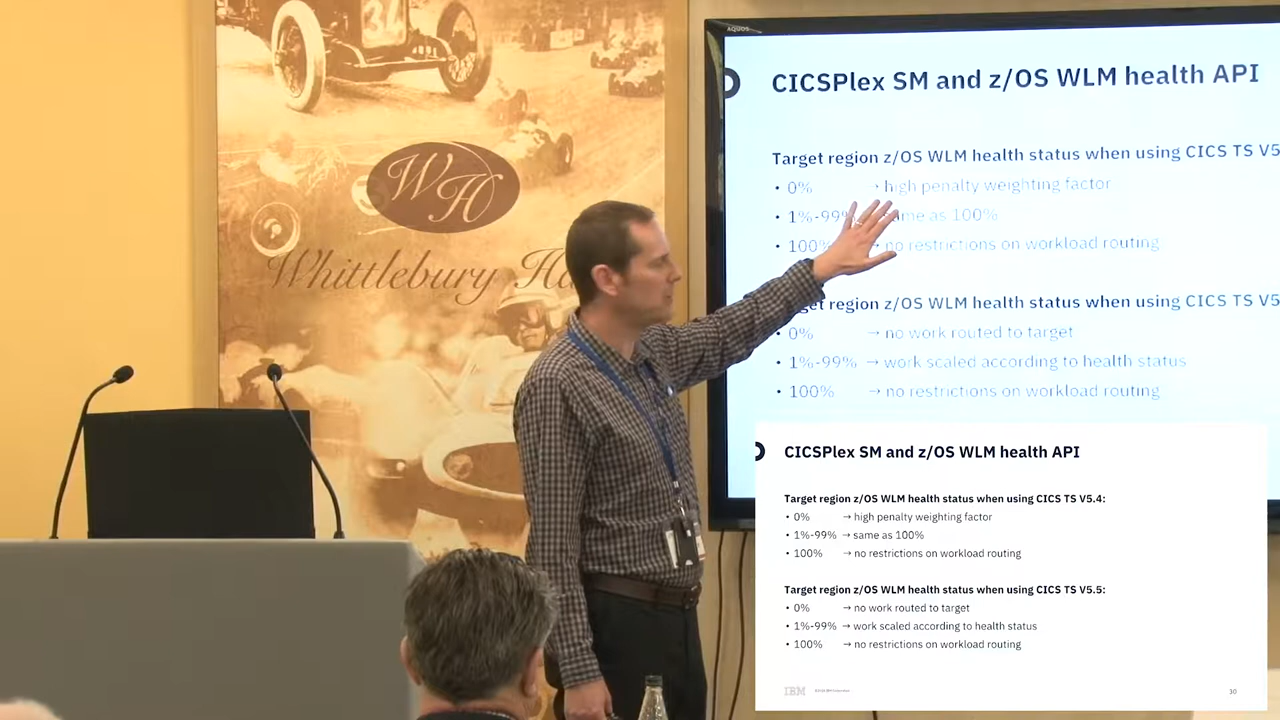 34
WH
Whittlebury
AQUOS
CICSPlex SM and z/OS WLM health API
Target region z/OS WLM health status when using CICS TS V5
• 0% → high penalty weighting factor
• 1%-99% same as 100%
• 100% → no restrictions on workload routing
Target region z/OS WLM health status when using CICS TS V5
• 0% → no work routed to target
• 1%-99% → work scaled according to health status
• 100% → no restrictions on workload routing
CICSPlex SM and z/OS WLM health API
Target region z/OS WLM health status when using CICS TS V5.4:
• 0% → high penalty weighting factor
• 1%-99% → same as 100%
• 100% → no restrictions on workload routing
Target region z/OS WLM health status when using CICS TS V5.5:
• 0% → no work routed to target
• 1%-99% → work scaled according to health status
• 100% → no restrictions on workload routing
IBM
30